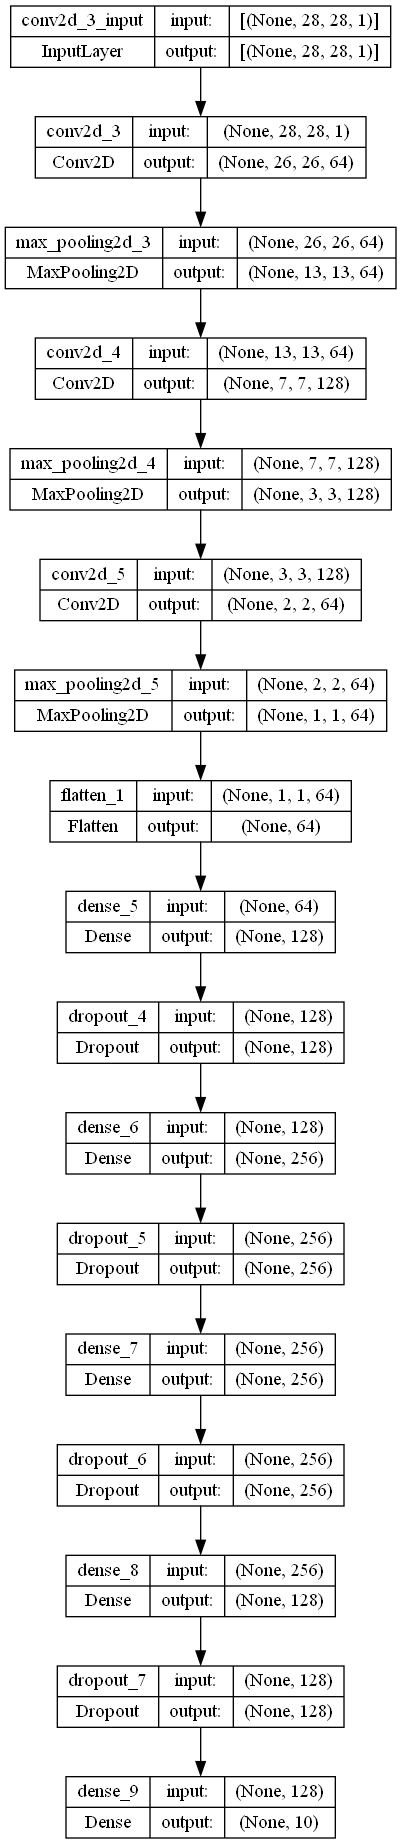 conv2d_3_input input: [(None, 28, 28, 1)]
InputLayer output: [(None, 28, 28, 1)]
conv2d_3 input: (None, 28, 28, 1)
Conv2D output: (None, 26, 26, 64)
max_pooling2d_3 input: (None, 26, 26, 64)
MaxPooling2D output: (None, 13, 13, 64)
conv2d_4 input: (None, 13, 13, 64)
Conv2D output: (None, 7, 7, 128)
max_pooling2d_4 input: (None, 7, 7, 128)
MaxPooling2D output: (None, 3, 3, 128)
conv2d_5 input: (None, 3, 3, 128)
Conv2D output: (None, 2, 2, 64)
max_pooling2d_5 input: (None, 2, 2, 64)
MaxPooling2D output: (None, 1, 1, 64)
flatten_1 input: (None, 1, 1, 64)
Flatten output: (None, 64)
dense_5 input: (None, 64)
Dense output: (None, 128)
dropout_4 input: (None, 128)
Dropout output: (None, 128)
dense_6 input: (None, 128)
Dense output: (None, 256)
dropout_5 input: (None, 256)
Dropout output: (None, 256)
dense_7 input: (None, 256)
Dense output: (None, 256)
dropout_6 input: (None, 256)
Dropout output: (None, 256)
dense_8 input: (None, 256)
Dense output: (None, 128)
dropout_7 input: (None, 128)
Dropout output: (None, 128)
dense_9 input: (None, 128)
Dense output: (None, 10)